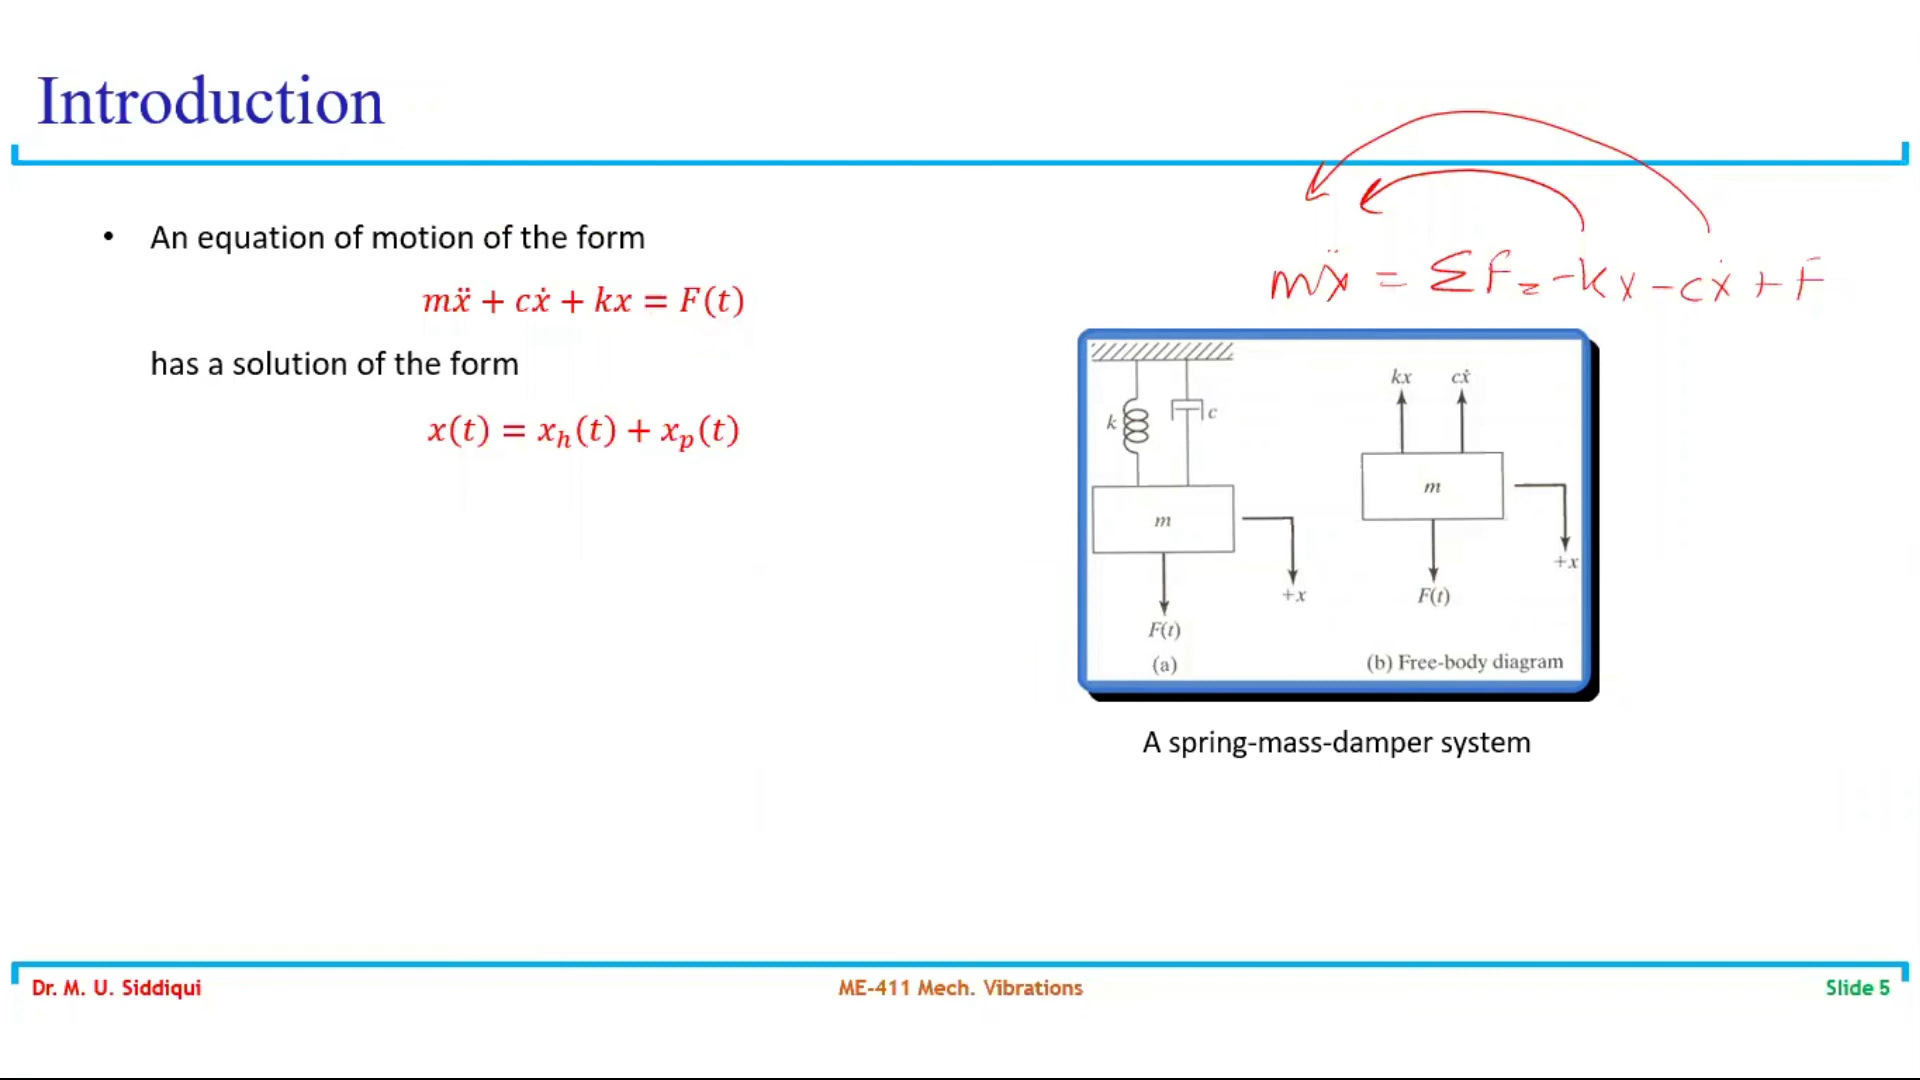 Introduction
• An equation of motion of the form
mẍ + cẋ + kx = F(t)
has a solution of the form
x(t) = xₕ(t) + xₚ(t)
mẍ = ΣF = -kx - cẋ + F
k
c
m
+x
F(t)
(a)
kx cẋ
m
+x
F(t)
(b) Free-body diagram
A spring-mass-damper system
Dr. M. U. Siddiqui
ME-411 Mech. Vibrations
Slide 5